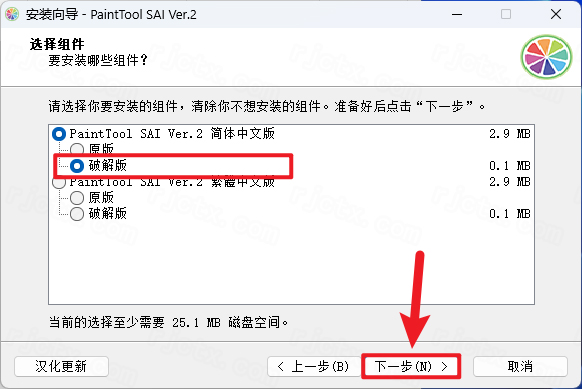 安装向导 - PaintTool SAI Ver.2
选择组件
要安装哪些组件?
请选择你要安装的组件，清除你不想安装的组件。准备好后点击“下一步”。
PaintTool SAI Ver.2 简体中文版 2.9 MB
原版
破解版 0.1 MB
PaintTool SAI Ver.2 繁體中文版 2.9 MB
原版
破解版 0.1 MB
当前的选择至少需要 25.1 MB 磁盘空间。
汉化更新 < 上一步(B) 下一步(N) > 取消